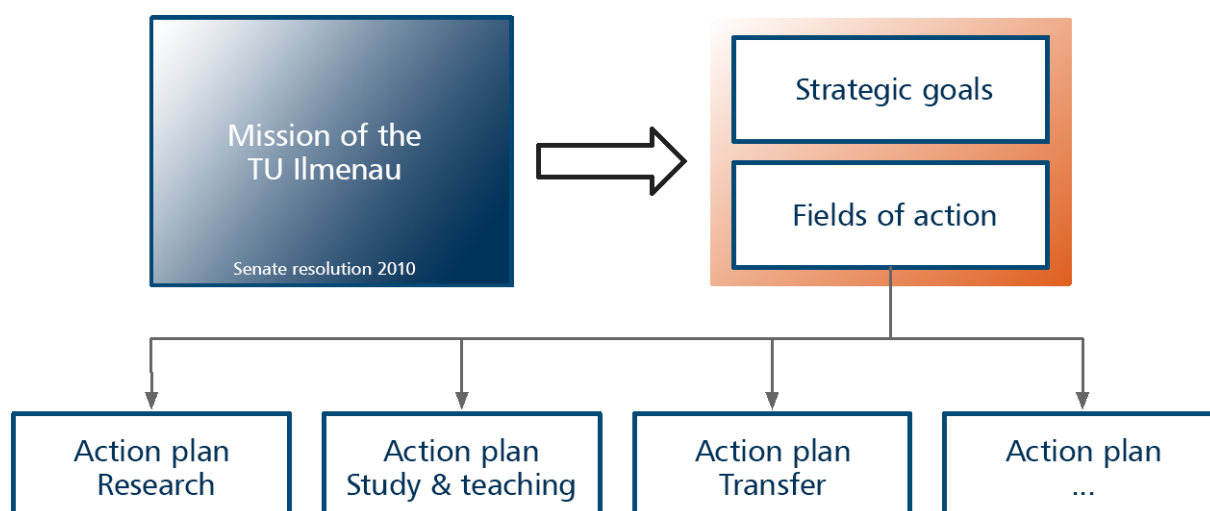 Mission of the
TU Ilmenau
Senate resolution 2010
Strategic goals
Fields of action
Action plan
Research
Action plan
Study & teaching
Action plan
Transfer
Action plan
...